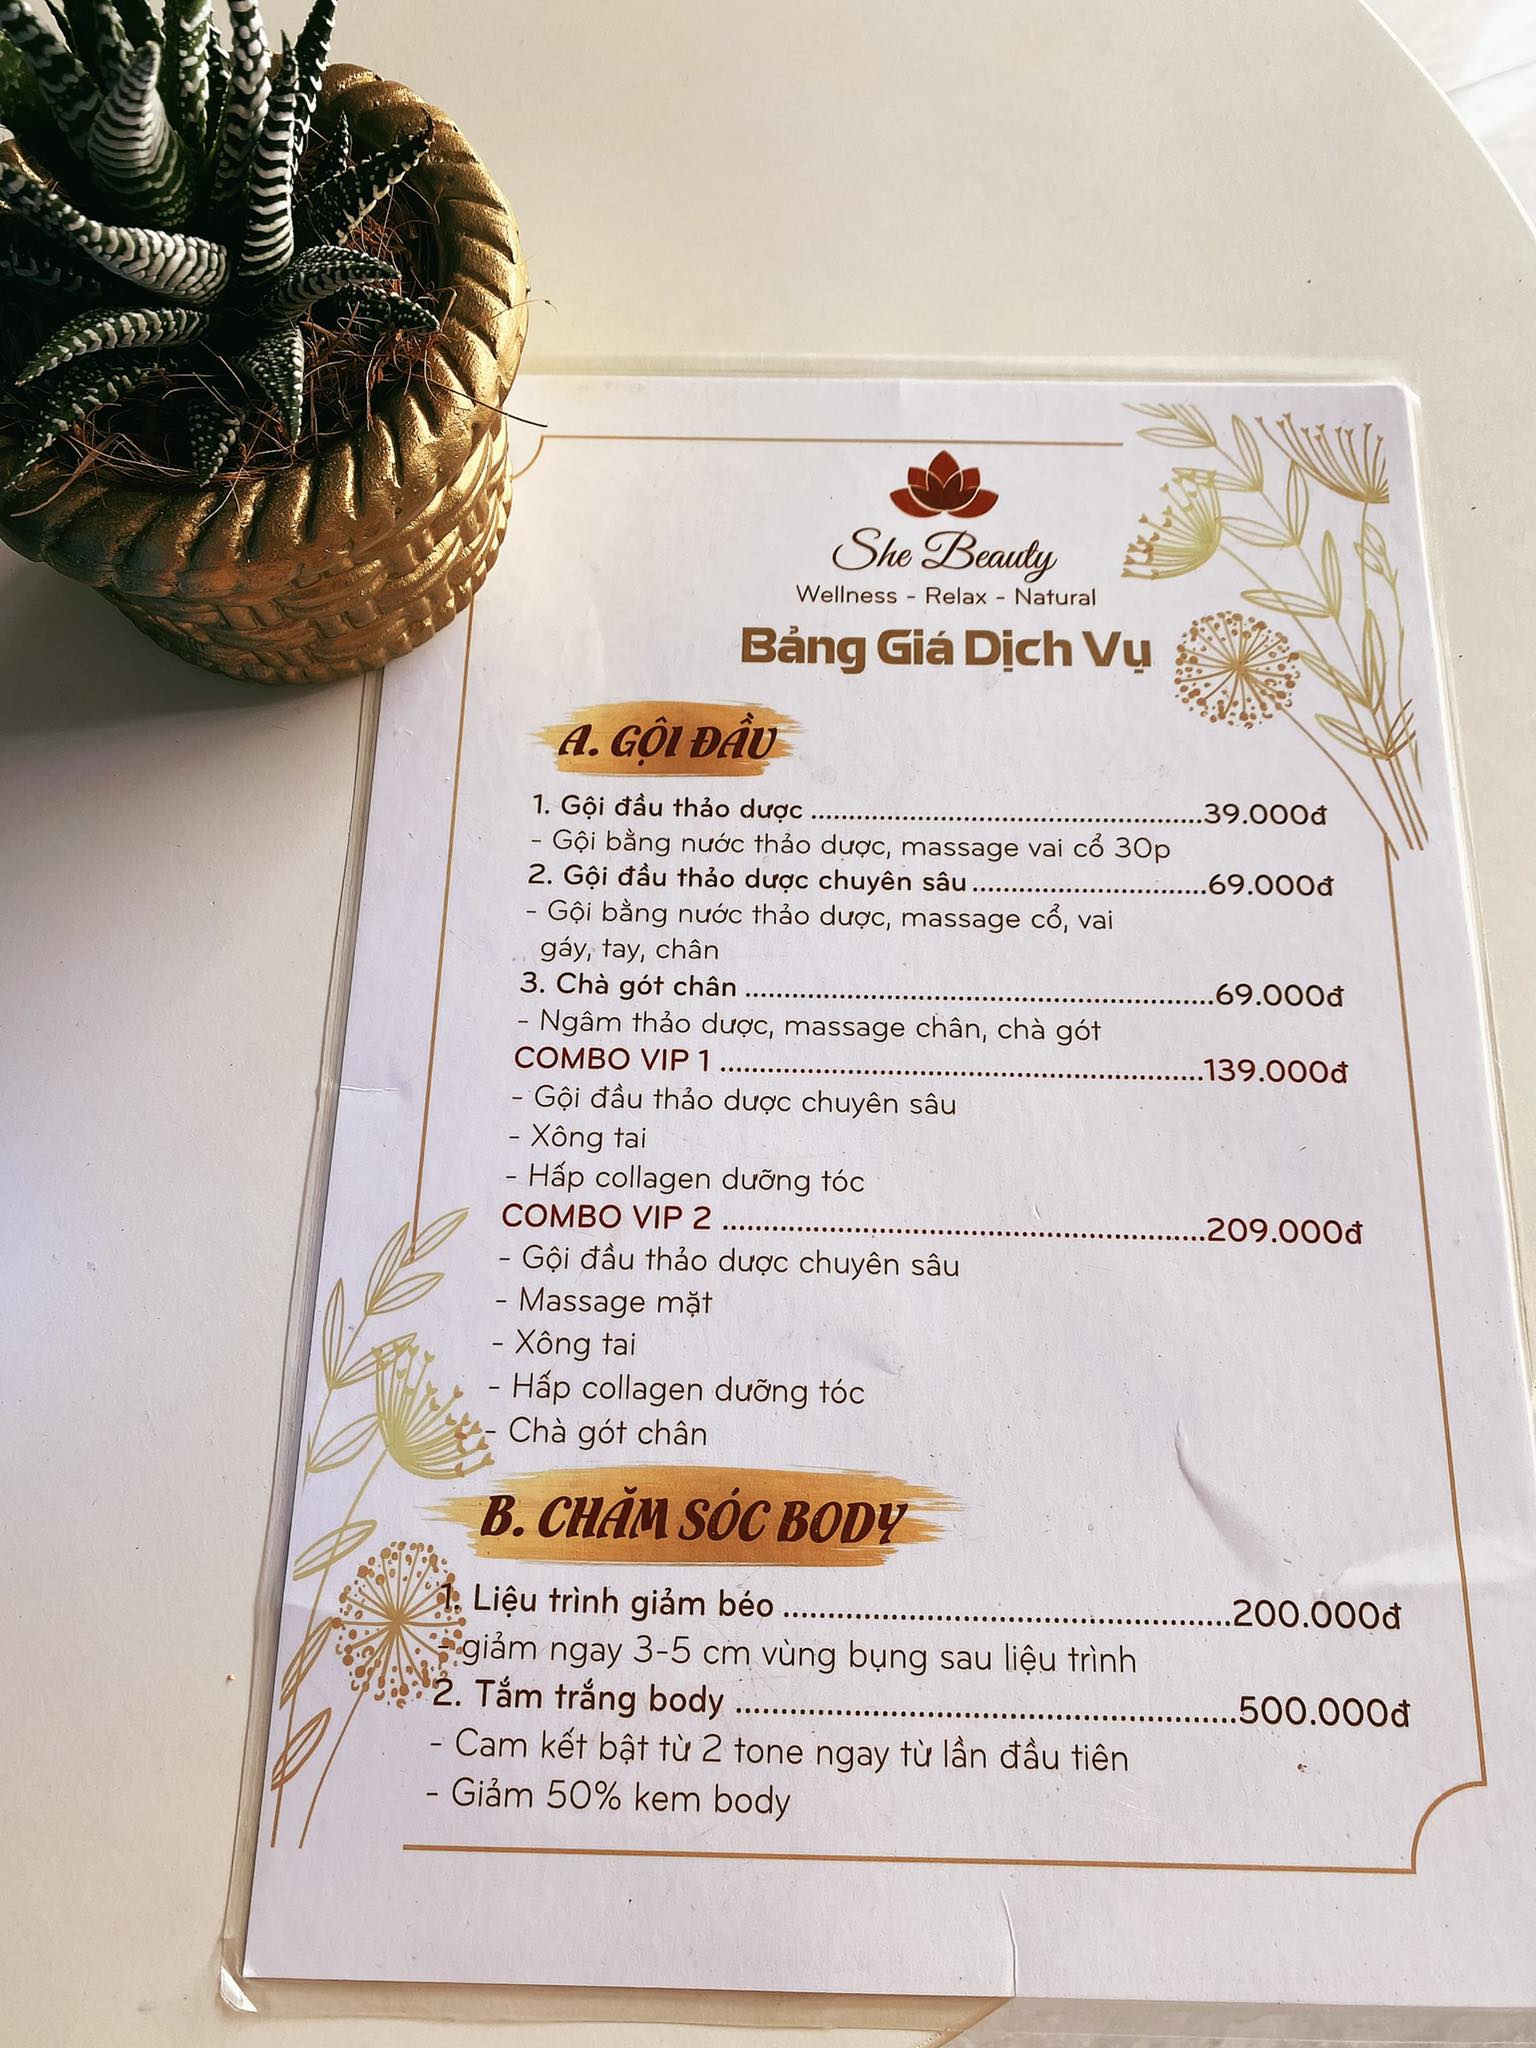 She Beauty
Wellness - Relax - Natural
Bảng Giá Dịch Vụ
A. GỘI ĐẦU
1. Gội đầu thảo dược ........................................................39.000đ
- Gội bằng nước thảo dược, massage vai cổ 30p
2. Gội đầu thảo dược chuyên sâu.................................69.000đ
- Gội bằng nước thảo dược, massage cổ, vai
gáy, tay, chân
3. Chà gót chân ..............................................................69.000đ
- Ngâm thảo dược, massage chân, chà gót
COMBO VIP 1 ................................................................139.000đ
- Gội đầu thảo dược chuyên sâu
- Xông tai
- Hấp collagen dưỡng tóc
COMBO VIP 2 ..............................................................209.000đ
- Gội đầu thảo dược chuyên sâu
- Massage mặt
- Xông tai
- Hấp collagen dưỡng tóc
- Chà gót chân
B. CHĂM SÓC BODY
1. Liệu trình giảm béo ....................................................200.000đ
- giảm ngay 3-5 cm vùng bụng sau liệu trình
2. Tắm trắng body .........................................................500.000đ
- Cam kết bật từ 2 tone ngay từ lần đầu tiên
- Giảm 50% kem body